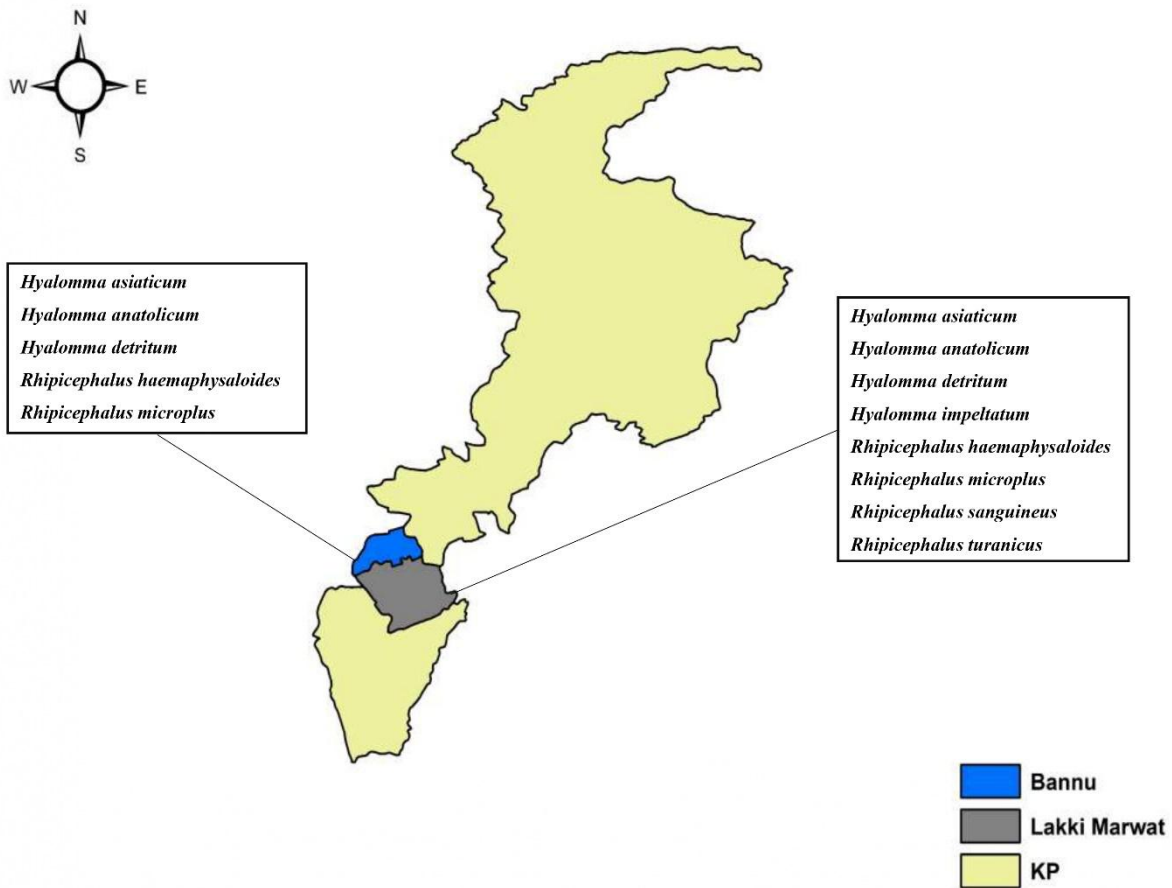 N
W E
S
Hyalomma asiaticum
Hyalomma anatolicum
Hyalomma detritum
Rhipicephalus haemaphysaloides
Rhipicephalus microplus
Hyalomma asiaticum
Hyalomma anatolicum
Hyalomma detritum
Hyalomma impeltatum
Rhipicephalus haemaphysaloides
Rhipicephalus microplus
Rhipicephalus sanguineus
Rhipicephalus turanicus
Bannu
Lakki Marwat
KP